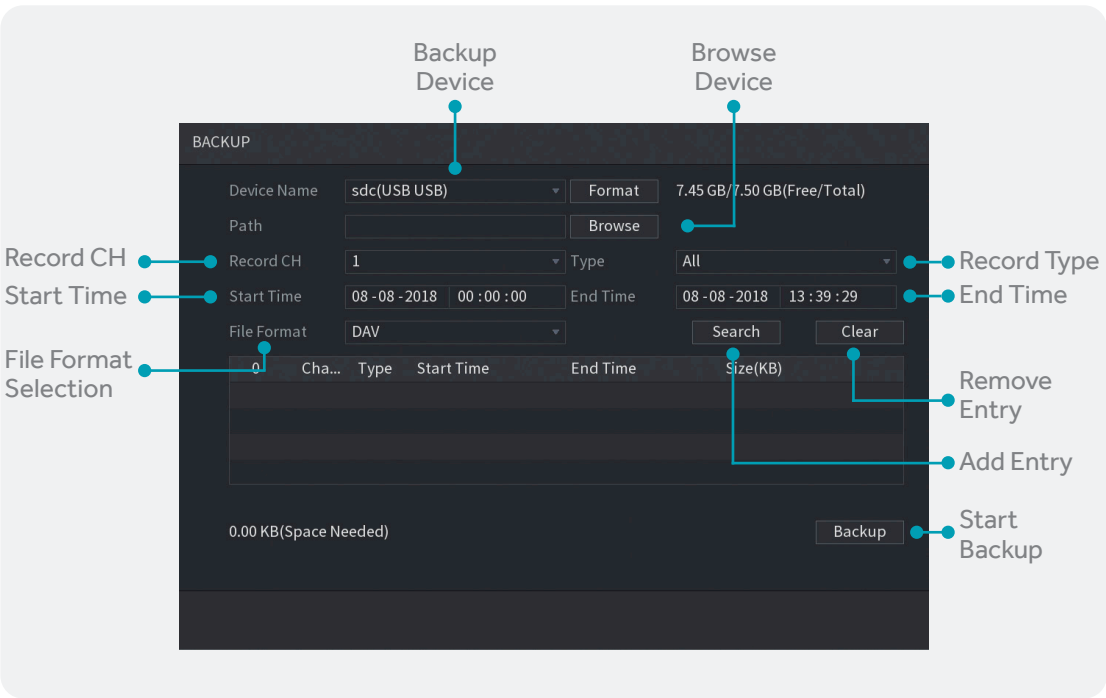 Backup
Device
Browse
Device
BACKUP
Device Name sdc(USB USB) Format 7.45 GB/7.50 GB(Free/Total)
Path Browse
Record CH Record CH 1 Type All Record Type
Start Time Start Time 08 - 08 - 2018 00 : 00 : 00 End Time 08 - 08 - 2018 13 : 39 : 29 End Time
File Format DAV Search Clear
File Format
Selection
0 Cha... Type Start Time End Time Size(KB)
Remove
Entry
Add Entry
0.00 KB(Space Needed) Backup
Start
Backup